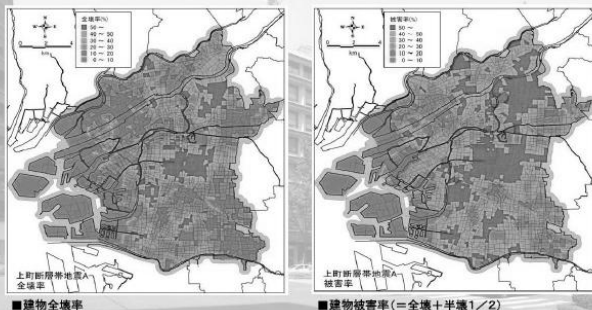 全壊率(%)
50 ~
40 ~ 50
30 ~ 40
20 ~ 30
10 ~ 20
0 ~ 10
km
上町断層帯地震A
全壊率
■建物全壊率
被害率(%)
50 ~
40 ~ 50
30 ~ 40
20 ~ 30
10 ~ 20
0 ~ 10
km
上町断層帯地震A
被害率
■建物被害率(=全壊+半壊1/2)